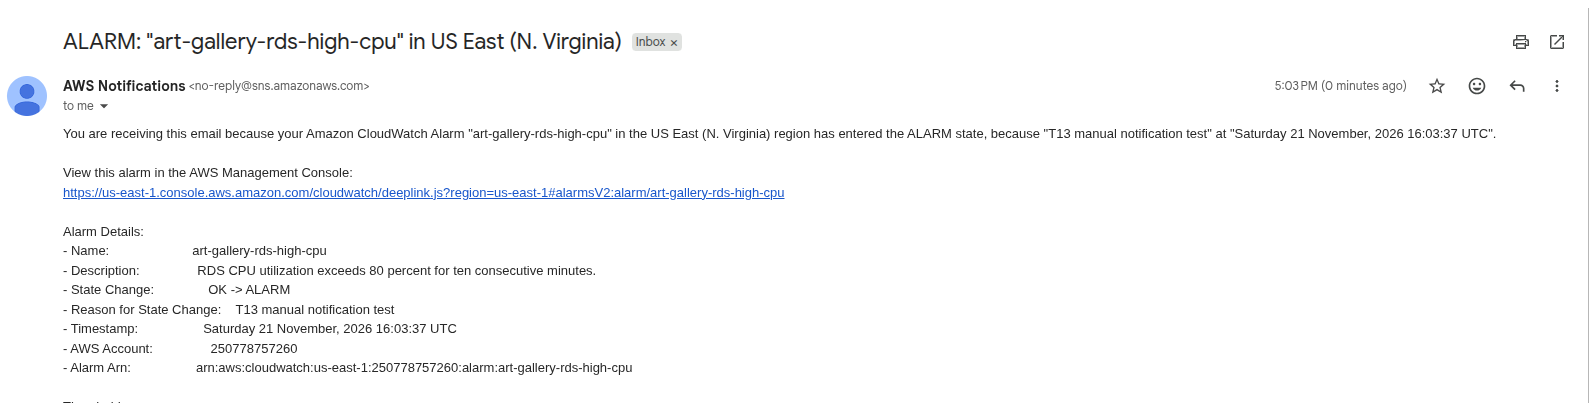 ALARM: "art-gallery-rds-high-cpu" in US East (N. Virginia) Inbox ×
AWS Notifications <no-reply@sns.amazonaws.com> 5:03 PM (0 minutes ago)
to me
You are receiving this email because your Amazon CloudWatch Alarm "art-gallery-rds-high-cpu" in the US East (N. Virginia) region has entered the ALARM state, because "T13 manual notification test" at "Saturday 21 November, 2026 16:03:37 UTC".
View this alarm in the AWS Management Console:
https://us-east-1.console.aws.amazon.com/cloudwatch/deeplink.js?region=us-east-1#alarmsV2:alarm/art-gallery-rds-high-cpu
Alarm Details:
- Name: art-gallery-rds-high-cpu
- Description: RDS CPU utilization exceeds 80 percent for ten consecutive minutes.
- State Change: OK -> ALARM
- Reason for State Change: T13 manual notification test
- Timestamp: Saturday 21 November, 2026 16:03:37 UTC
- AWS Account: 250778757260
- Alarm Arn: arn:aws:cloudwatch:us-east-1:250778757260:alarm:art-gallery-rds-high-cpu